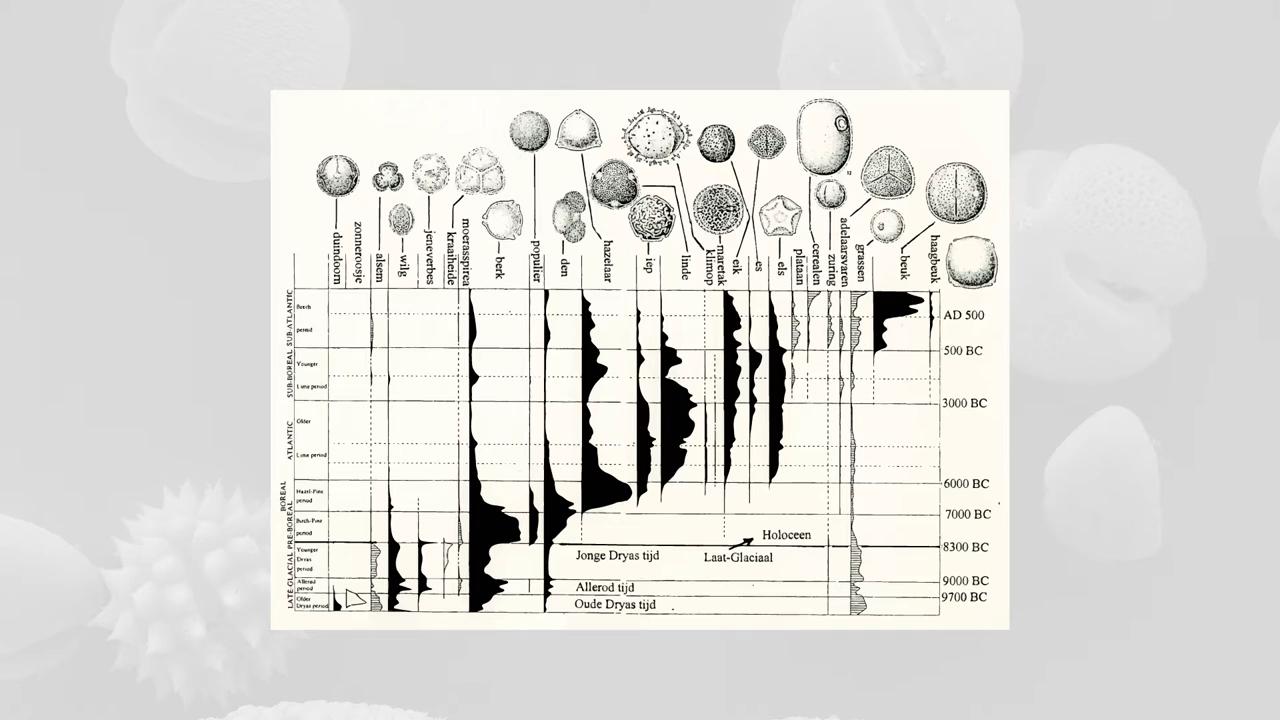 duindoorn
zonneroosje
alsem
wilg
jeneverbes
kraaiheide
moerasspirea
berk
populier
den
hazelaar
iep
linde
klimop
maretak
eik
es
els
plataan
cerealen
zuring
adelaarsvaren
grassen
beuk
haagbeuk
SUB-ATLANTIC
Beech
period
AD 500
500 BC
SUB-BOREAL
Younger
Lime period
3000 BC
ATLANTIC
Older
Lime period
6000 BC
BOREAL
Hazel-Pine
period
7000 BC
PRE-BOREAL
Birch-Pine
period
Holoceen
8300 BC
LATE-GLACIAL
Younger
Dryas
period
Jonge Dryas tijd
Laat-Glaciaal
9000 BC
Allerød
period
Allerod tijd
9700 BC
Older
Dryas period
Oude Dryas tijd